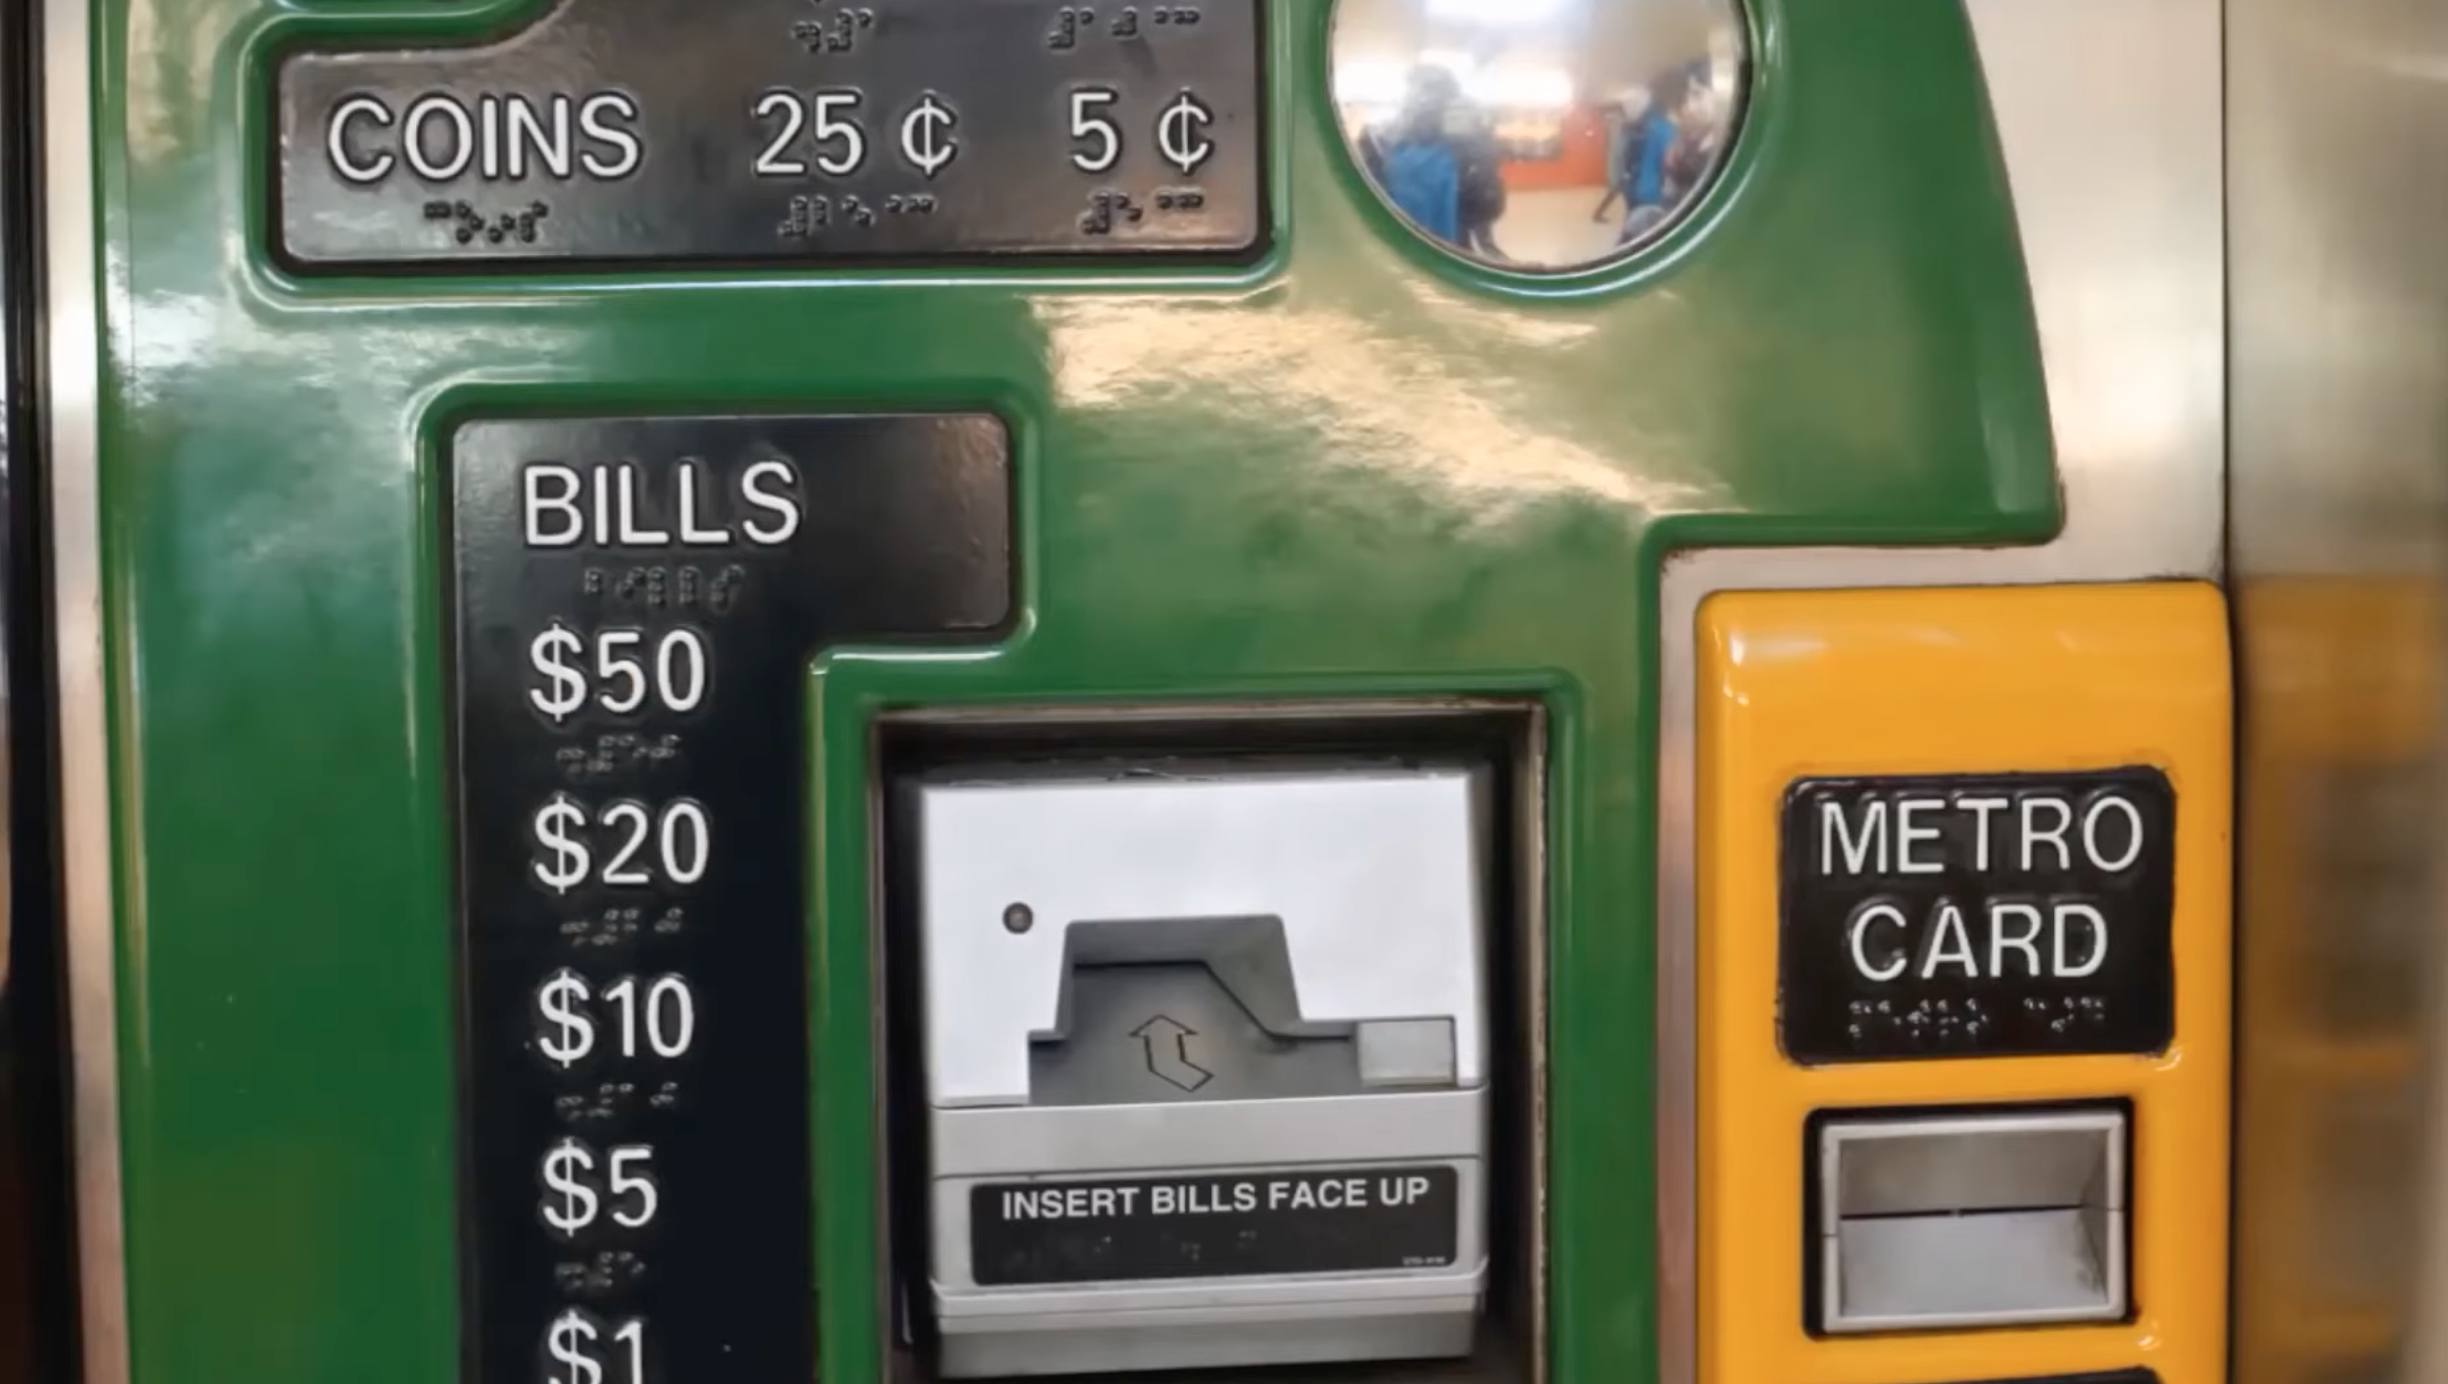 COINS 25 ¢ 5 ¢
BILLS
$50
$20
$10
$5
$1
INSERT BILLS FACE UP
METRO
CARD